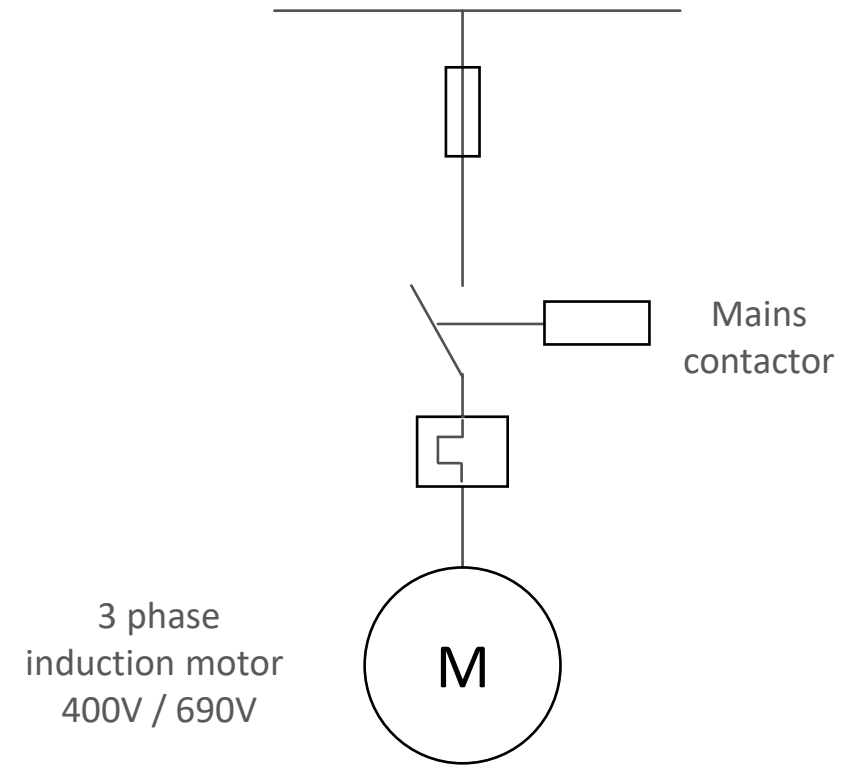 Mains
contactor
3 phase
induction motor
400V / 690V
M